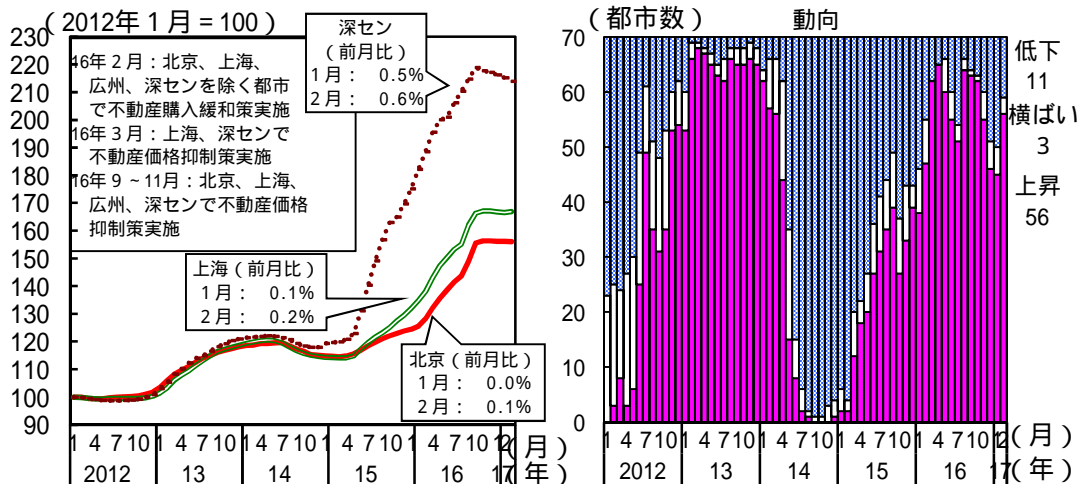 (2012年1月=100)
230
220
210
200
190
180
170
160
150
140
130
120
110
100
90
16年2月:北京、上海、
広州、深センを除く都市
で不動産購入緩和策実施
16年3月:上海、深センで
不動産価格抑制策実施
16年9~11月:北京、上海、
広州、深センで不動産価格
抑制策実施
深セン
(前月比)
1月: 0.5%
2月: 0.6%
上海(前月比)
1月: 0.1%
2月: 0.2%
北京(前月比)
1月: 0.0%
2月: 0.1%
1 4 7 10 1 4 7 10 1 4 7 10 1 4 7 10 1 4 7 10 12(月)
2012 13 14 15 16 17(年)
(都市数) 動向
70
60
50
40
30
20
10
0
低下
11
横ばい
3
上昇
56
1 4 7 10 1 4 7 10 1 4 7 10 1 4 7 10 1 4 7 10 12(月)
2012 13 14 15 16 17(年)